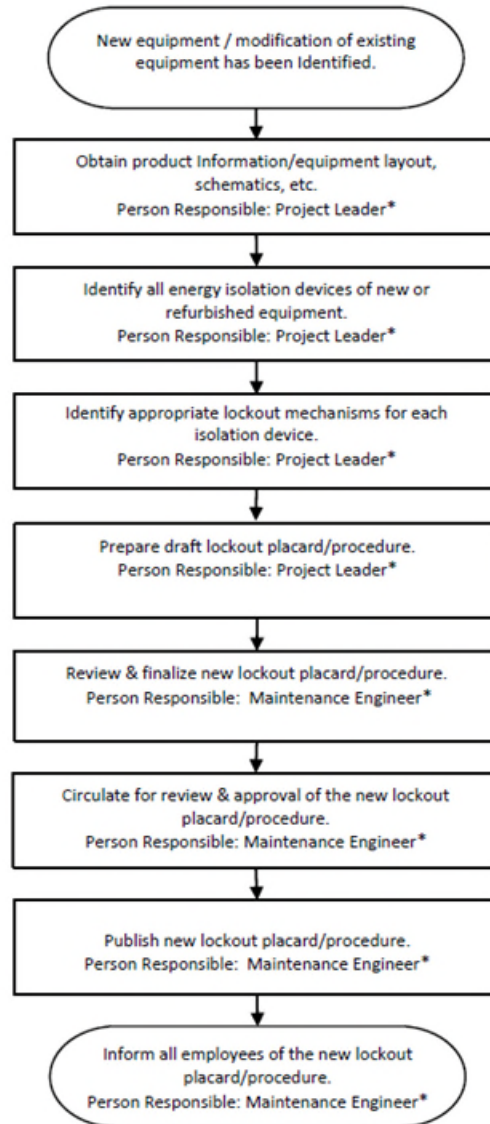 New equipment / modification of existing
equipment has been Identified.
Obtain product Information/equipment layout,
schematics, etc.
Person Responsible: Project Leader*
Identify all energy isolation devices of new or
refurbished equipment.
Person Responsible: Project Leader*
Identify appropriate lockout mechanisms for each
isolation device.
Person Responsible: Project Leader*
Prepare draft lockout placard/procedure.
Person Responsible: Project Leader*
Review & finalize new lockout placard/procedure.
Person Responsible: Maintenance Engineer*
Circulate for review & approval of the new lockout
placard/procedure.
Person Responsible: Maintenance Engineer*
Publish new lockout placard/procedure.
Person Responsible: Maintenance Engineer*
Inform all employees of the new lockout
placard/procedure.
Person Responsible: Maintenance Engineer*